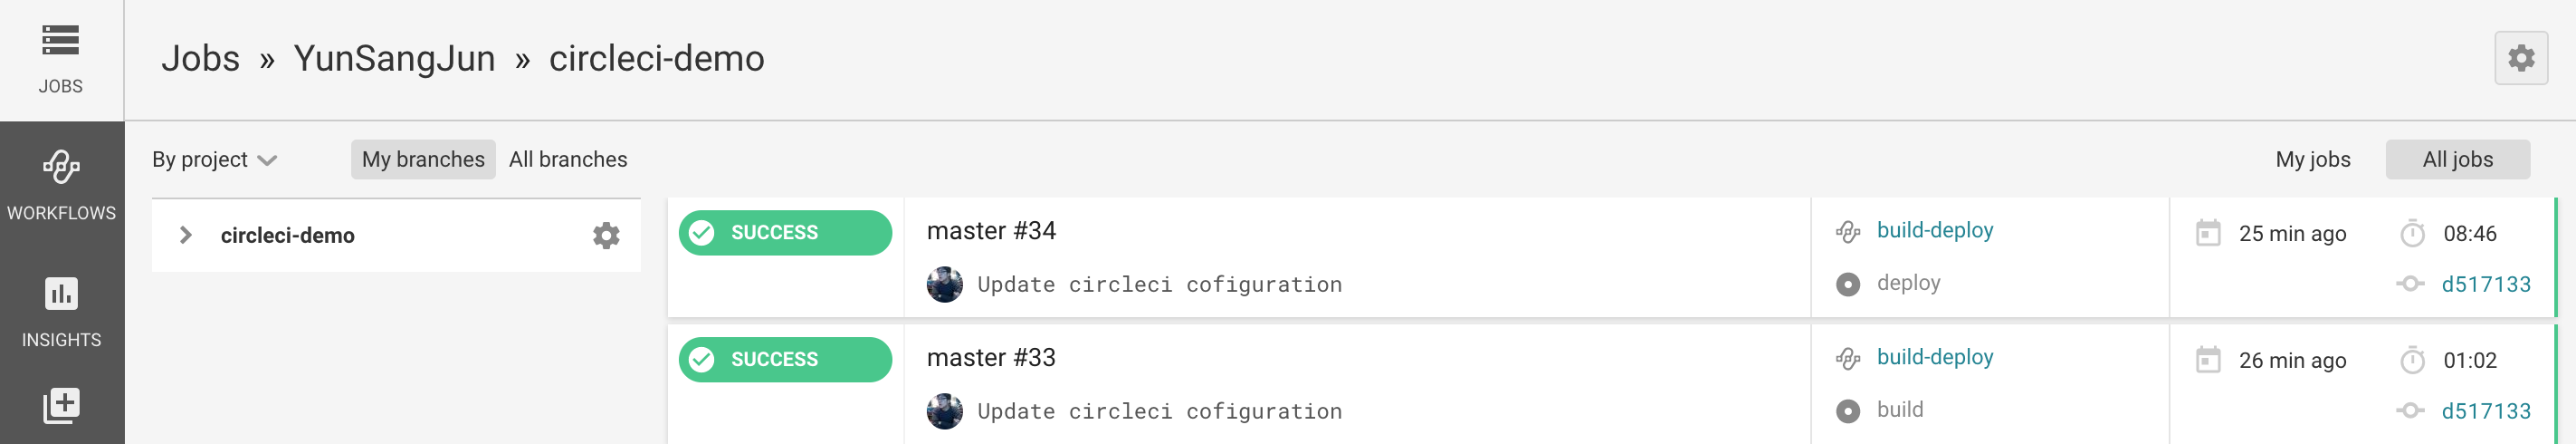 JOBS
WORKFLOWS
INSIGHTS
Jobs » YunSangJun » circleci-demo
By project
My branches
All branches
My jobs
All jobs
circleci-demo
SUCCESS
master #34
Update circleci cofiguration
build-deploy
deploy
25 min ago
08:46
d517133
SUCCESS
master #33
Update circleci cofiguration
build-deploy
build
26 min ago
01:02
d517133